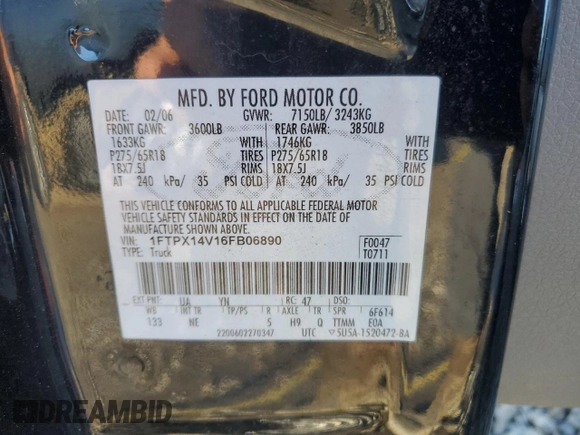 MFD. BY FORD MOTOR CO.
DATE: 02/06 GVWR: 7150LB/ 3243KG
FRONT GAWR: 3600LB REAR GAWR: 3850LB
1633KG WITH 1746KG WITH
P275/65R18 TIRES P275/65R18 TIRES
18X7.5J RIMS 18X7.5J RIMS
AT 240 kPa/ 35 PSI COLD AT 240 kPa/ 35 PSI COLD
THIS VEHICLE CONFORMS TO ALL APPLICABLE FEDERAL MOTOR
VEHICLE SAFETY STANDARDS IN EFFECT ON THE DATE OF
MANUFACTURE SHOWN ABOVE.
VIN: 1FTPX14V16FB06890 F0047
TYPE: Truck T0711
EXT PNT: UA YN RC: 47 DSO:
WB INT TR TP/PS R AXLE TR SPR 6F614
133 NE 5 H9 Q TTMM EOA
2200602270347 UTC 5U5A-1520472-BA
DREAMBID